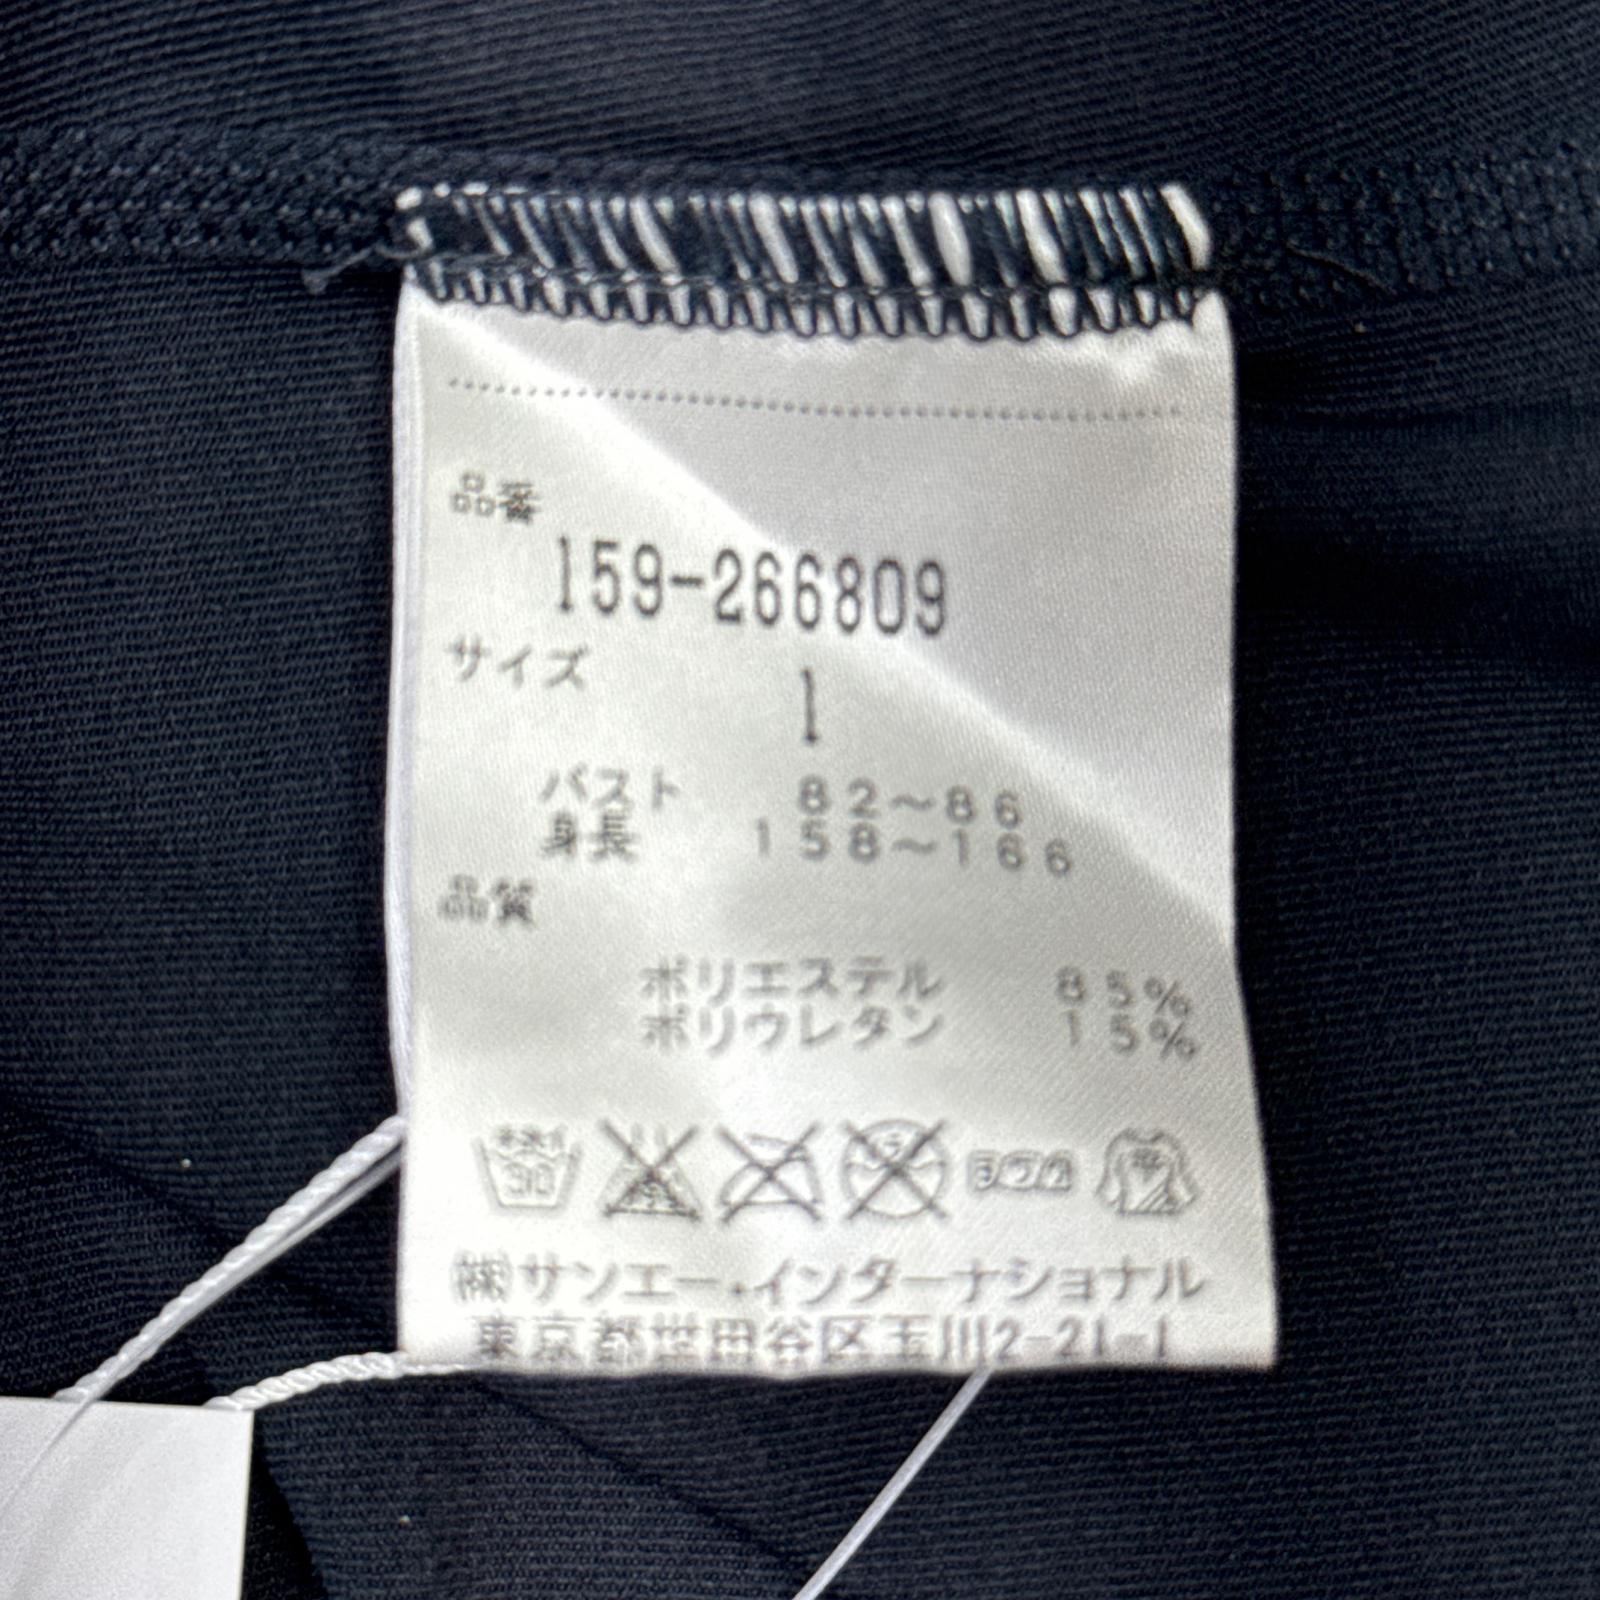 品番
159-266809
サイズ
1
バスト 82〜86
身長 158〜166
品質
ポリエステル 85%
ポリウレタン 15%
30
㈱サンエー・インターナショナル
東京都世田谷区玉川2-21-1